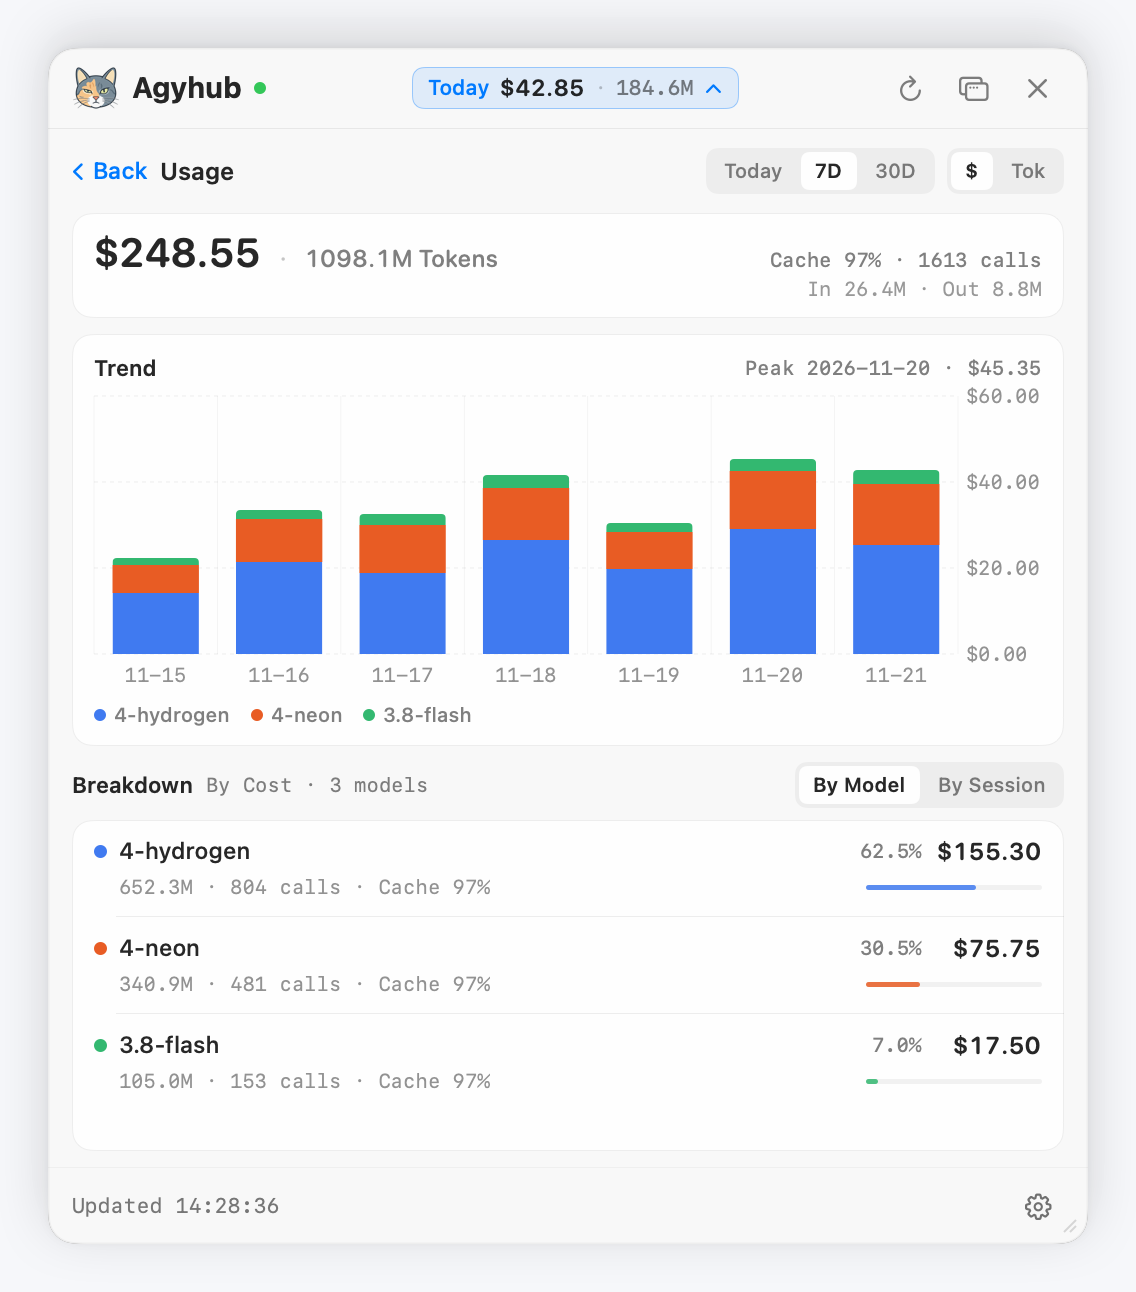 Agyhub
Today $42.85 · 184.6M
Back Usage
Today 7D 30D $ Tok
$248.55 · 1098.1M Tokens
Cache 97% · 1613 calls
In 26.4M · Out 8.8M
Trend
Peak 2026-11-20 · $45.35
$60.00
$40.00
$20.00
$0.00
11-15 11-16 11-17 11-18 11-19 11-20 11-21
4-hydrogen 4-neon 3.8-flash
Breakdown By Cost · 3 models
By Model By Session
4-hydrogen 62.5% $155.30
652.3M · 804 calls · Cache 97%
4-neon 30.5% $75.75
340.9M · 481 calls · Cache 97%
3.8-flash 7.0% $17.50
105.0M · 153 calls · Cache 97%
Updated 14:28:36